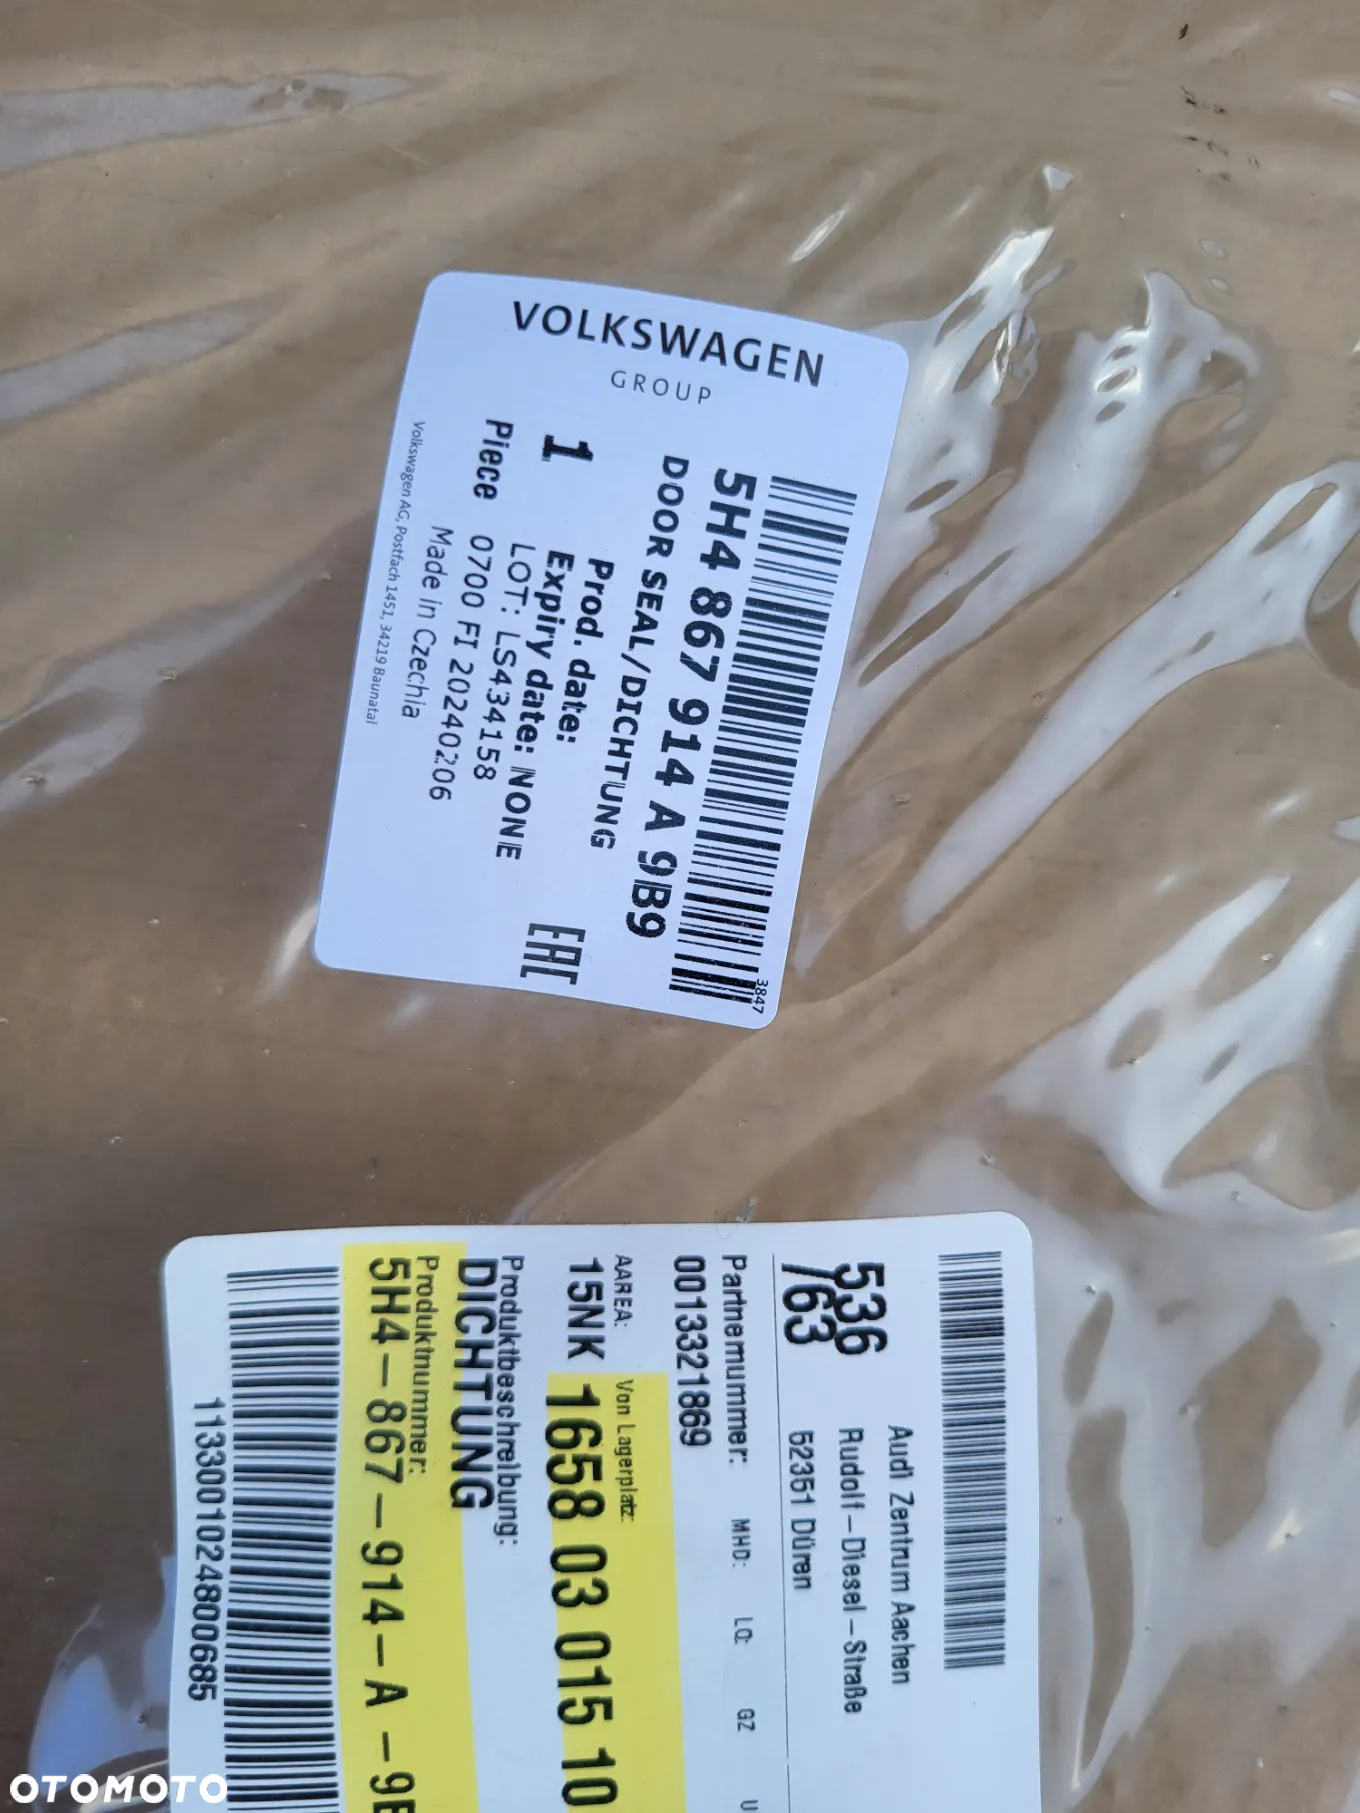 VOLKSWAGEN
GROUP
3847
5H4 867 914 A 9B9
DOOR SEAL/DICHTUNG
Prod. date:
1 Expiry date: NONE
LOT: LS434158
Piece 0700 FI 20240206
Made in Czechia
Volkswagen AG, Postfach 1451, 34219 Baunatal
EAC
Audi Zentrum Aachen
536 Rudolf-Diesel-Straße
/63 52351 Düren
Partnernummer: MHD: LQ: GZ U
0013321869
AAREA: Von Lagerplatz:
15NK 1658 03 015 10
Produktbeschreibung:
DICHTUNG
Produktnummer:
5H4-867-914-A-9B
1133001024800685
OTOMOTO